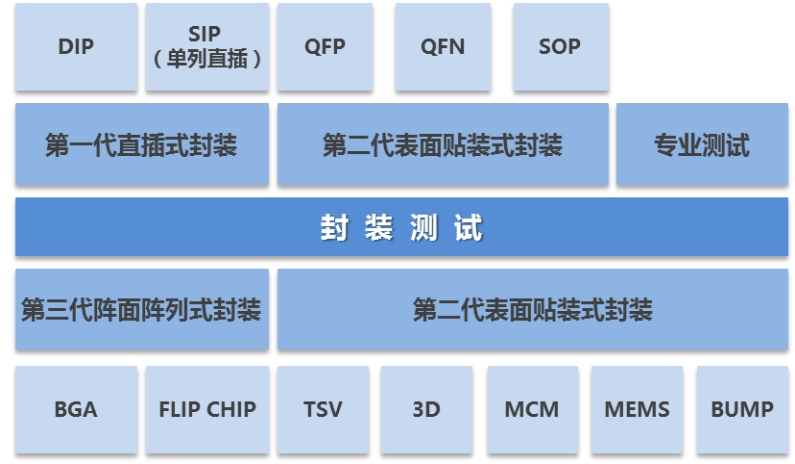 DIP
SIP
（单列直插）
QFP
QFN
SOP
第一代直插式封装
第二代表面贴装式封装
专业测试
封装测试
第三代阵面阵列式封装
第二代表面贴装式封装
BGA
FLIP CHIP
TSV
3D
MCM
MEMS
BUMP